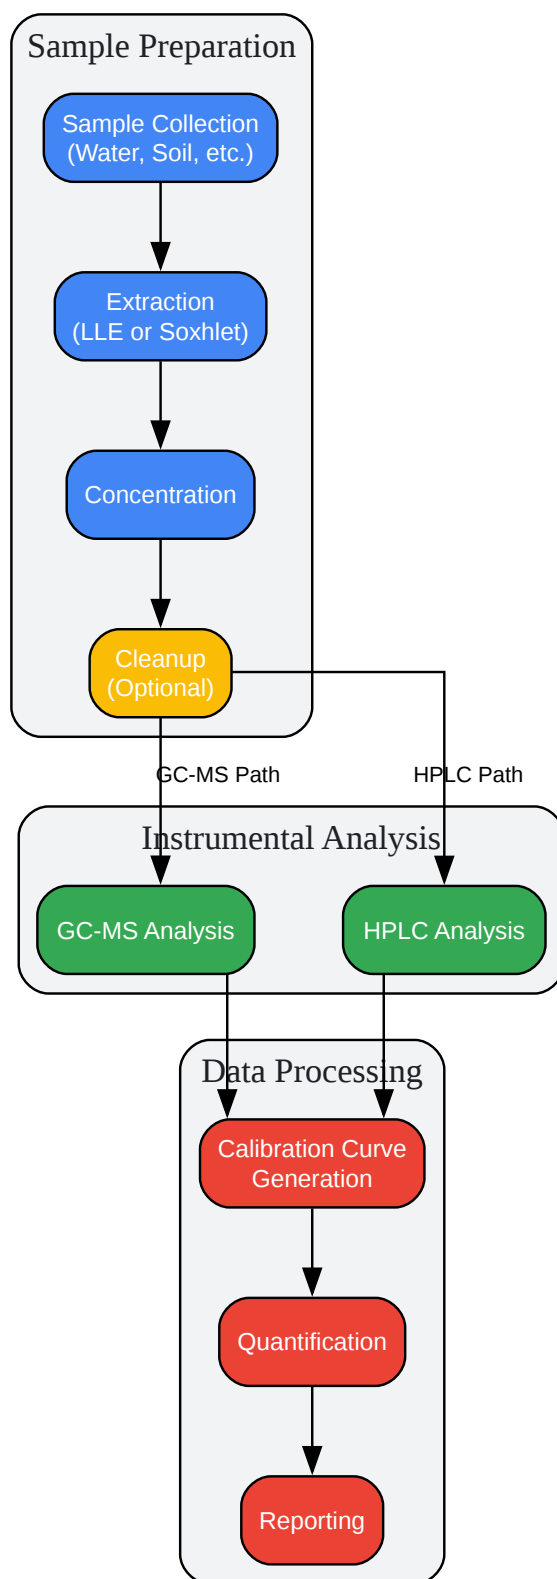 Sample Preparation
Sample Collection
(Water, Soil, etc.)
Extraction
(LLE or Soxhlet)
Concentration
Cleanup
(Optional)
GC-MS Path
HPLC Path
Instrumental Analysis
GC-MS Analysis
HPLC Analysis
Data Processing
Calibration Curve
Generation
Quantification
Reporting